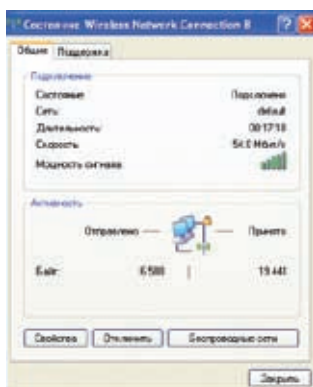 Состояние Wireless Network Connection 8
Общие Поддержка
Подключение
Состояние: Подключено
Сеть: default
Длительность: 00:17:18
Скорость: 54.0 Мбит/с
Мощность сигнала:
Активность
Отправлено — — Принято
Байт: 6 588 | 19 441
Свойства Отключить Беспроводные сети
Закрыть